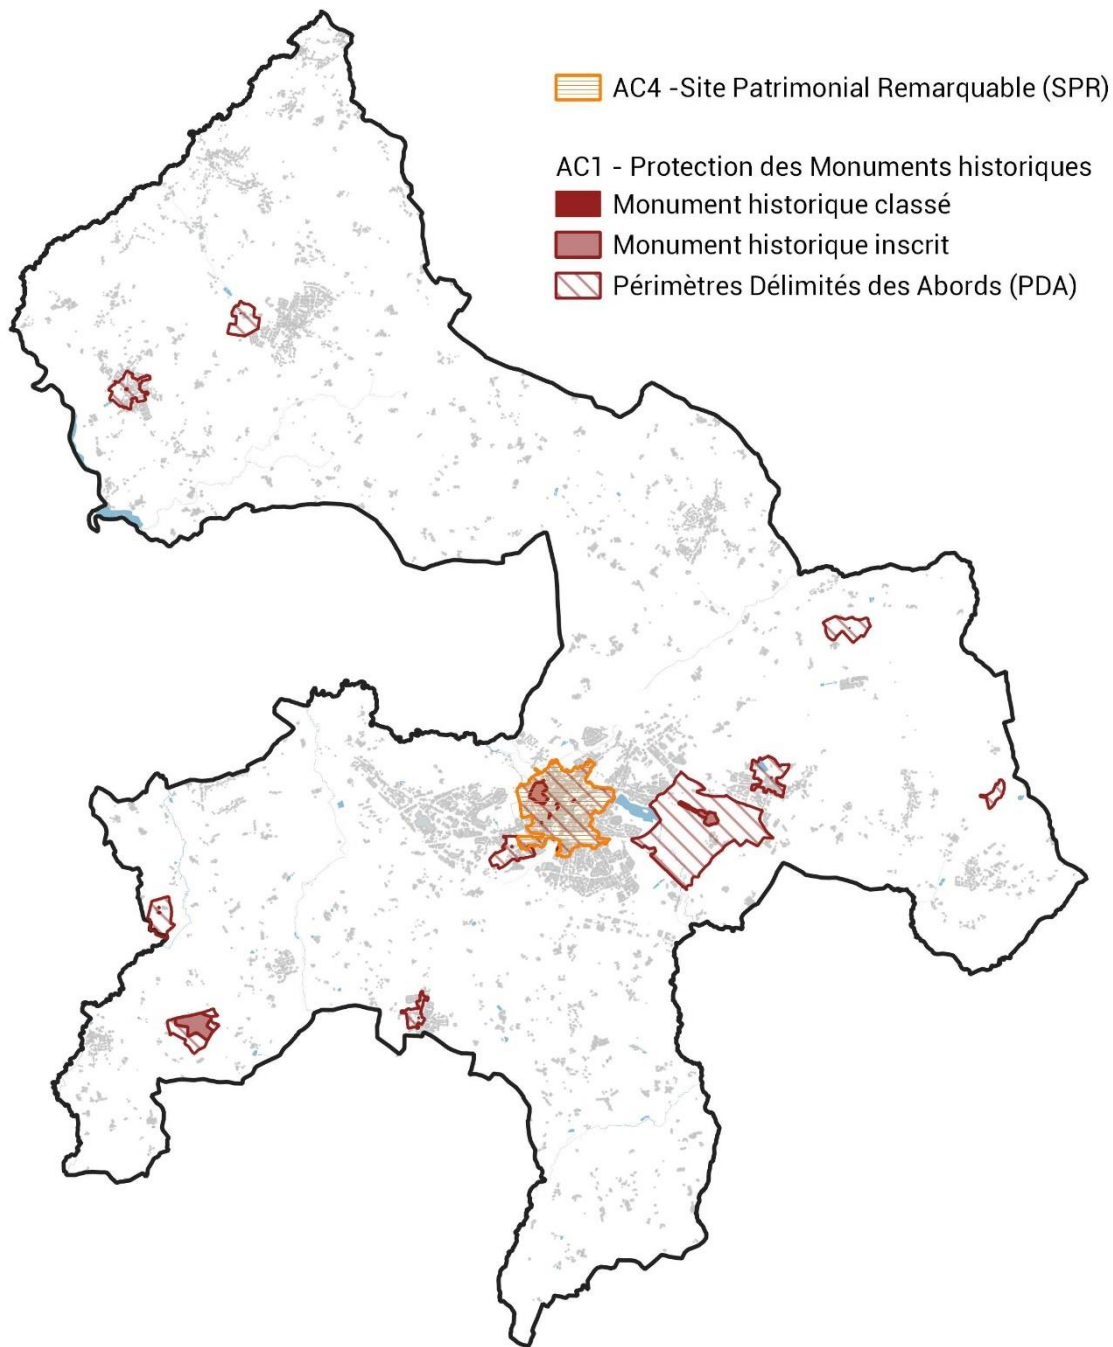 AC4 -Site Patrimonial Remarquable (SPR)
AC1 - Protection des Monuments historiques
Monument historique classé
Monument historique inscrit
Périmètres Délimités des Abords (PDA)